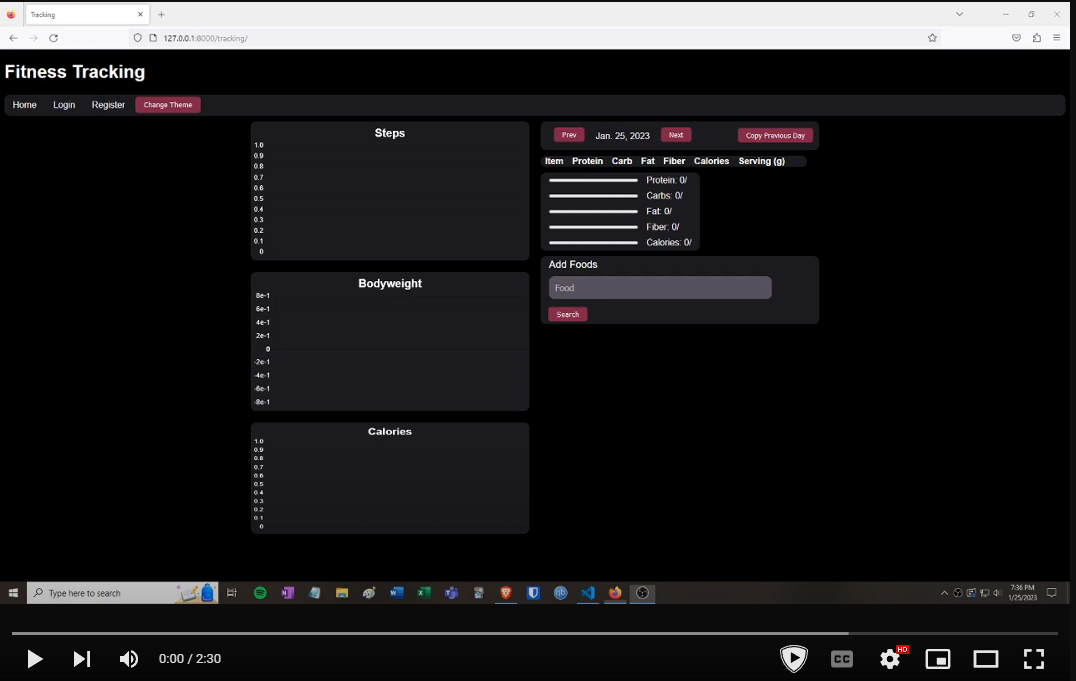 Tracking
127.0.0.1:8000/tracking/
Fitness Tracking
Home Login Register Change Theme
Steps
1.0
0.9
0.8
0.7
0.6
0.5
0.4
0.3
0.2
0.1
0
Bodyweight
8e-1
6e-1
4e-1
2e-1
0
-2e-1
-4e-1
-6e-1
-8e-1
Calories
1.0
0.9
0.8
0.7
0.6
0.5
0.4
0.3
0.2
0.1
0
Prev Jan. 25, 2023 Next Copy Previous Day
Item Protein Carb Fat Fiber Calories Serving (g)
Protein: 0/
Carbs: 0/
Fat: 0/
Fiber: 0/
Calories: 0/
Add Foods
Food
Search
Type here to search
7:36 PM
1/25/2023
0:00 / 2:30
CC
HD